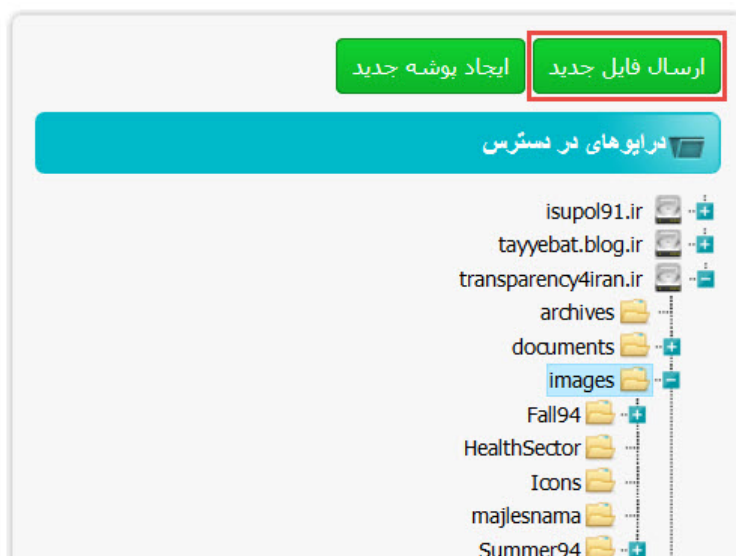 ارسال فایل جدید
ایجاد پوشه جدید
درایوهای در دسترس
isupol91.ir
tayyebat.blog.ir
transparency4iran.ir
archives
documents
images
Fall94
HealthSector
Icons
majlesnama
Summer94